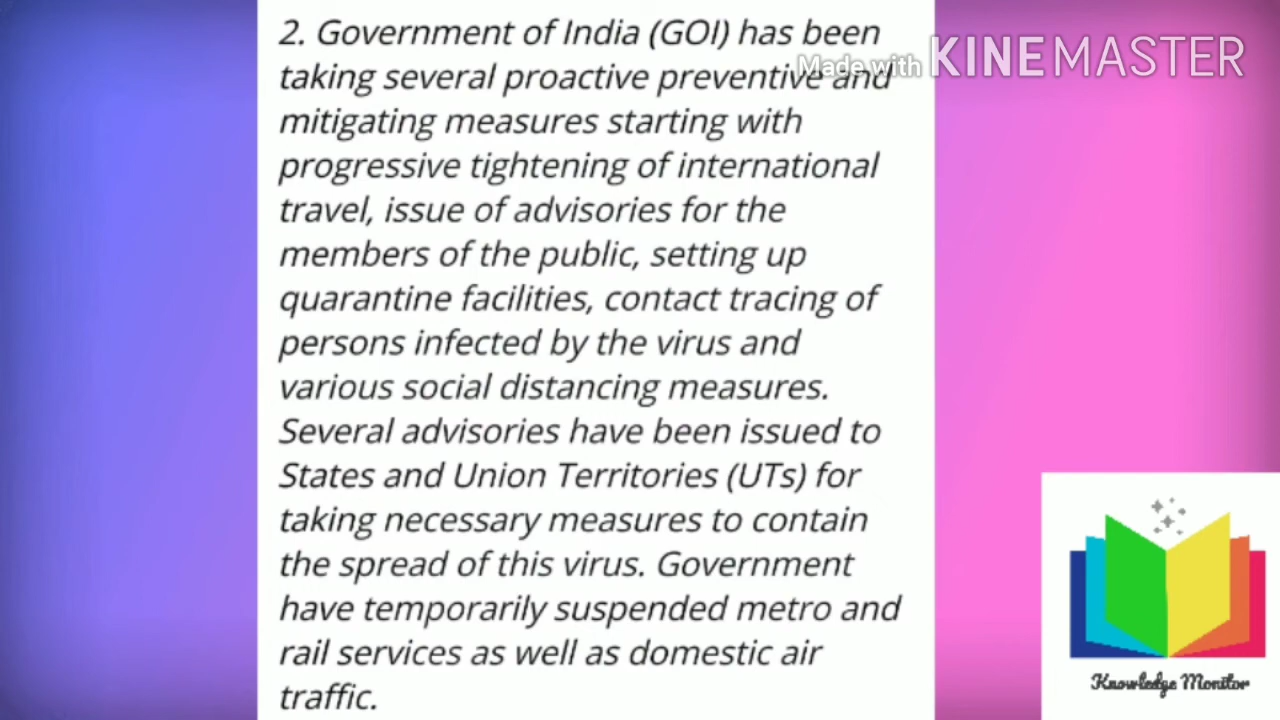 2. Government of India (GOI) has been
taking several proactive preventive and
mitigating measures starting with
progressive tightening of international
travel, issue of advisories for the
members of the public, setting up
quarantine facilities, contact tracing of
persons infected by the virus and
various social distancing measures.
Several advisories have been issued to
States and Union Territories (UTs) for
taking necessary measures to contain
the spread of this virus. Government
have temporarily suspended metro and
rail services as well as domestic air
traffic.
Made with KINEMASTER
Knowledge Monitor